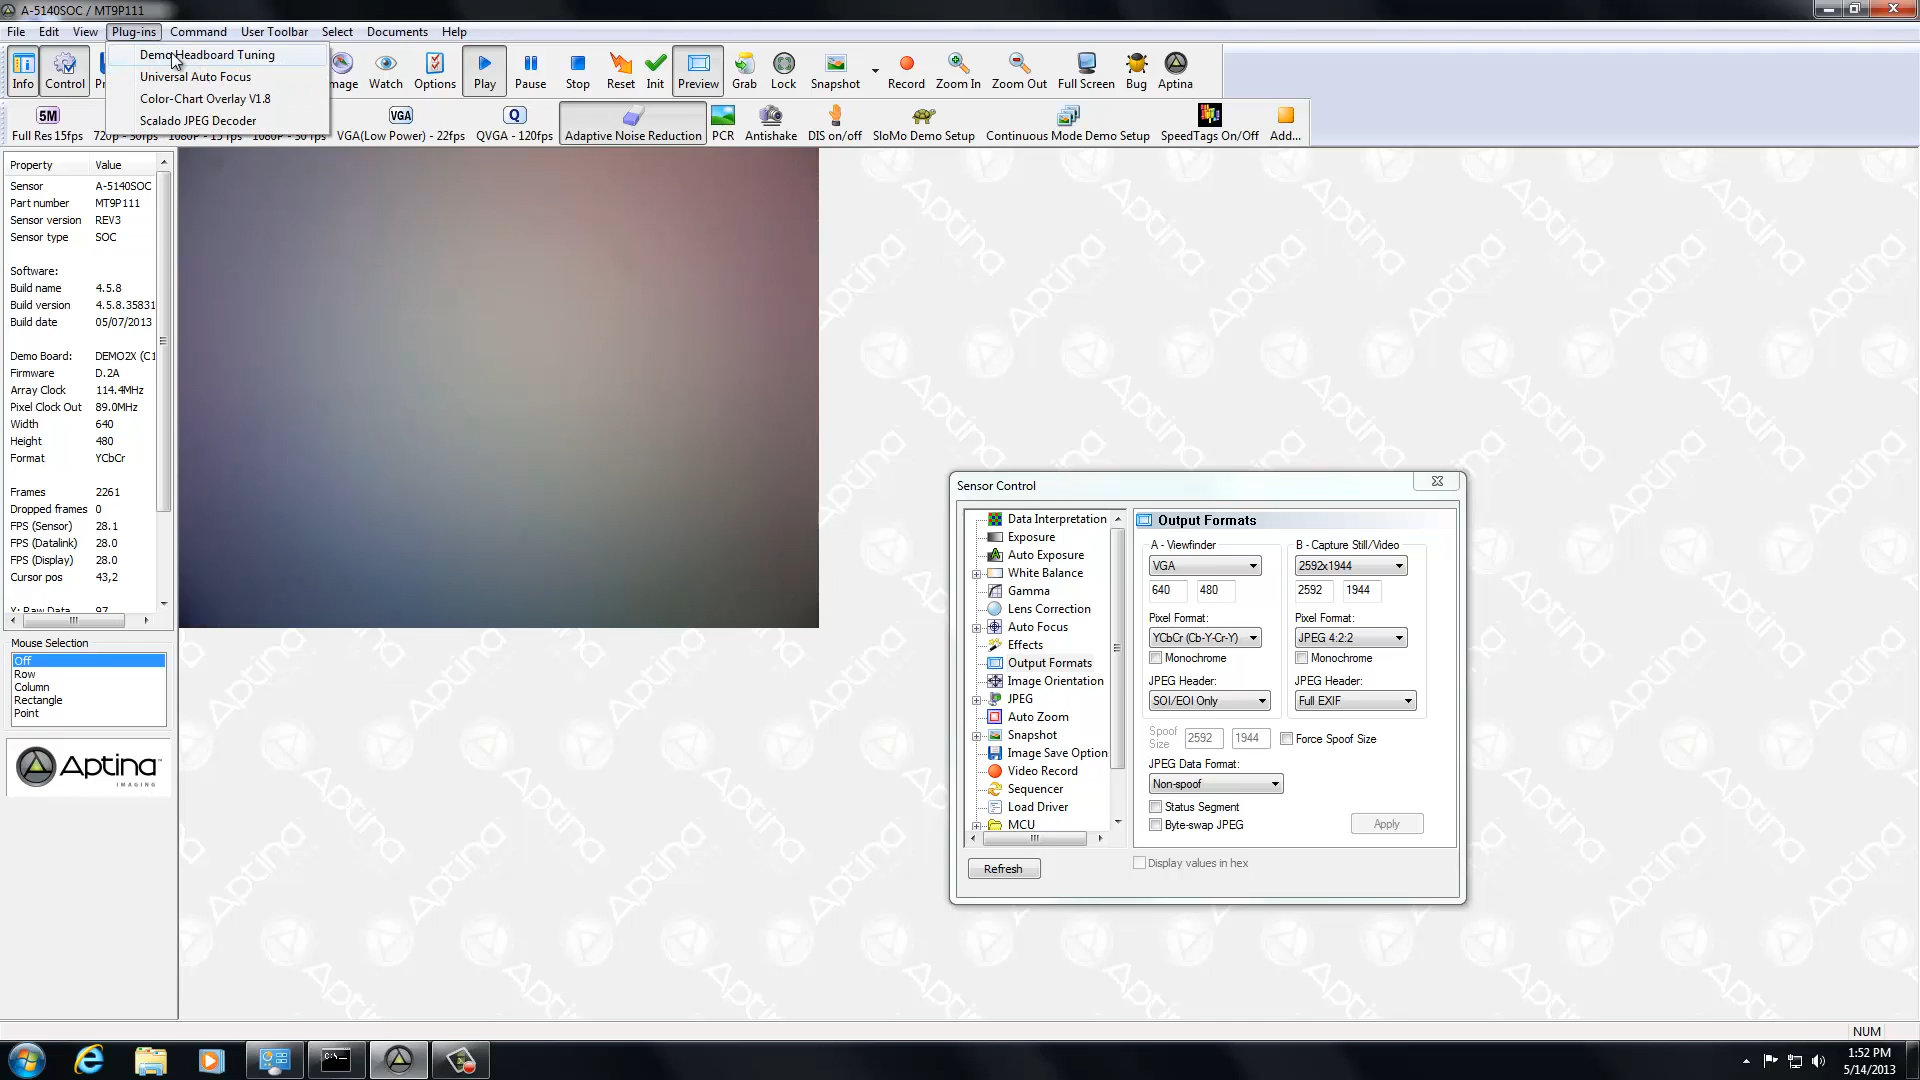 A-5140SOC / MT9P111
File Edit View Plug-ins Command User Toolbar Select Documents Help
Demo Headboard Tuning
Universal Auto Focus
Color-Chart Overlay V1.8
Scalado JPEG Decoder
Info Control Watch Options Play Pause Stop Reset Init Preview Grab Lock Snapshot Record Zoom In Zoom Out Full Screen Bug Aptina
5M VGA Q
Full Res 15fps 720p - 30fps 1080P - 15 fps VGA(Low Power) - 22fps QVGA - 120fps Adaptive Noise Reduction PCR Antishake DIS on/off SloMo Demo Setup Continuous Mode Demo Setup SpeedTags On/Off Add...
Property Value
Sensor A-5140SOC
Part number MT9P111
Sensor version REV3
Sensor type SOC
Software:
Build name 4.5.8
Build version 4.5.8.35831
Build date 05/07/2013
Demo Board: DEMO2X (C1
Firmware D.2A
Array Clock 114.4MHz
Pixel Clock Out 89.0MHz
Width 640
Height 480
Format YCbCr
Frames 2261
Dropped frames 0
FPS (Sensor) 28.1
FPS (Datalink) 28.0
FPS (Display) 28.0
Cursor pos 43,2
Y: Raw Data 97
Mouse Selection
Off
Row
Column
Rectangle
Point
Aptina
IMAGING
Sensor Control
Data Interpretation
Exposure
Auto Exposure
White Balance
Gamma
Lens Correction
Auto Focus
Effects
Output Formats
Image Orientation
JPEG
Auto Zoom
Snapshot
Image Save Option
Video Record
Sequencer
Load Driver
MCU
Refresh
Output Formats
A - Viewfinder B - Capture Still/Video
VGA 2592x1944
640 480 2592 1944
Pixel Format: Pixel Format:
YCbCr (Cb-Y-Cr-Y) JPEG 4:2:2
Monochrome Monochrome
JPEG Header: JPEG Header:
SOI/EOI Only Full EXIF
Spoof Size 2592 1944 Force Spoof Size
JPEG Data Format:
Non-spoof
Status Segment
Byte-swap JPEG Apply
Display values in hex
NUM
1:52 PM
5/14/2013